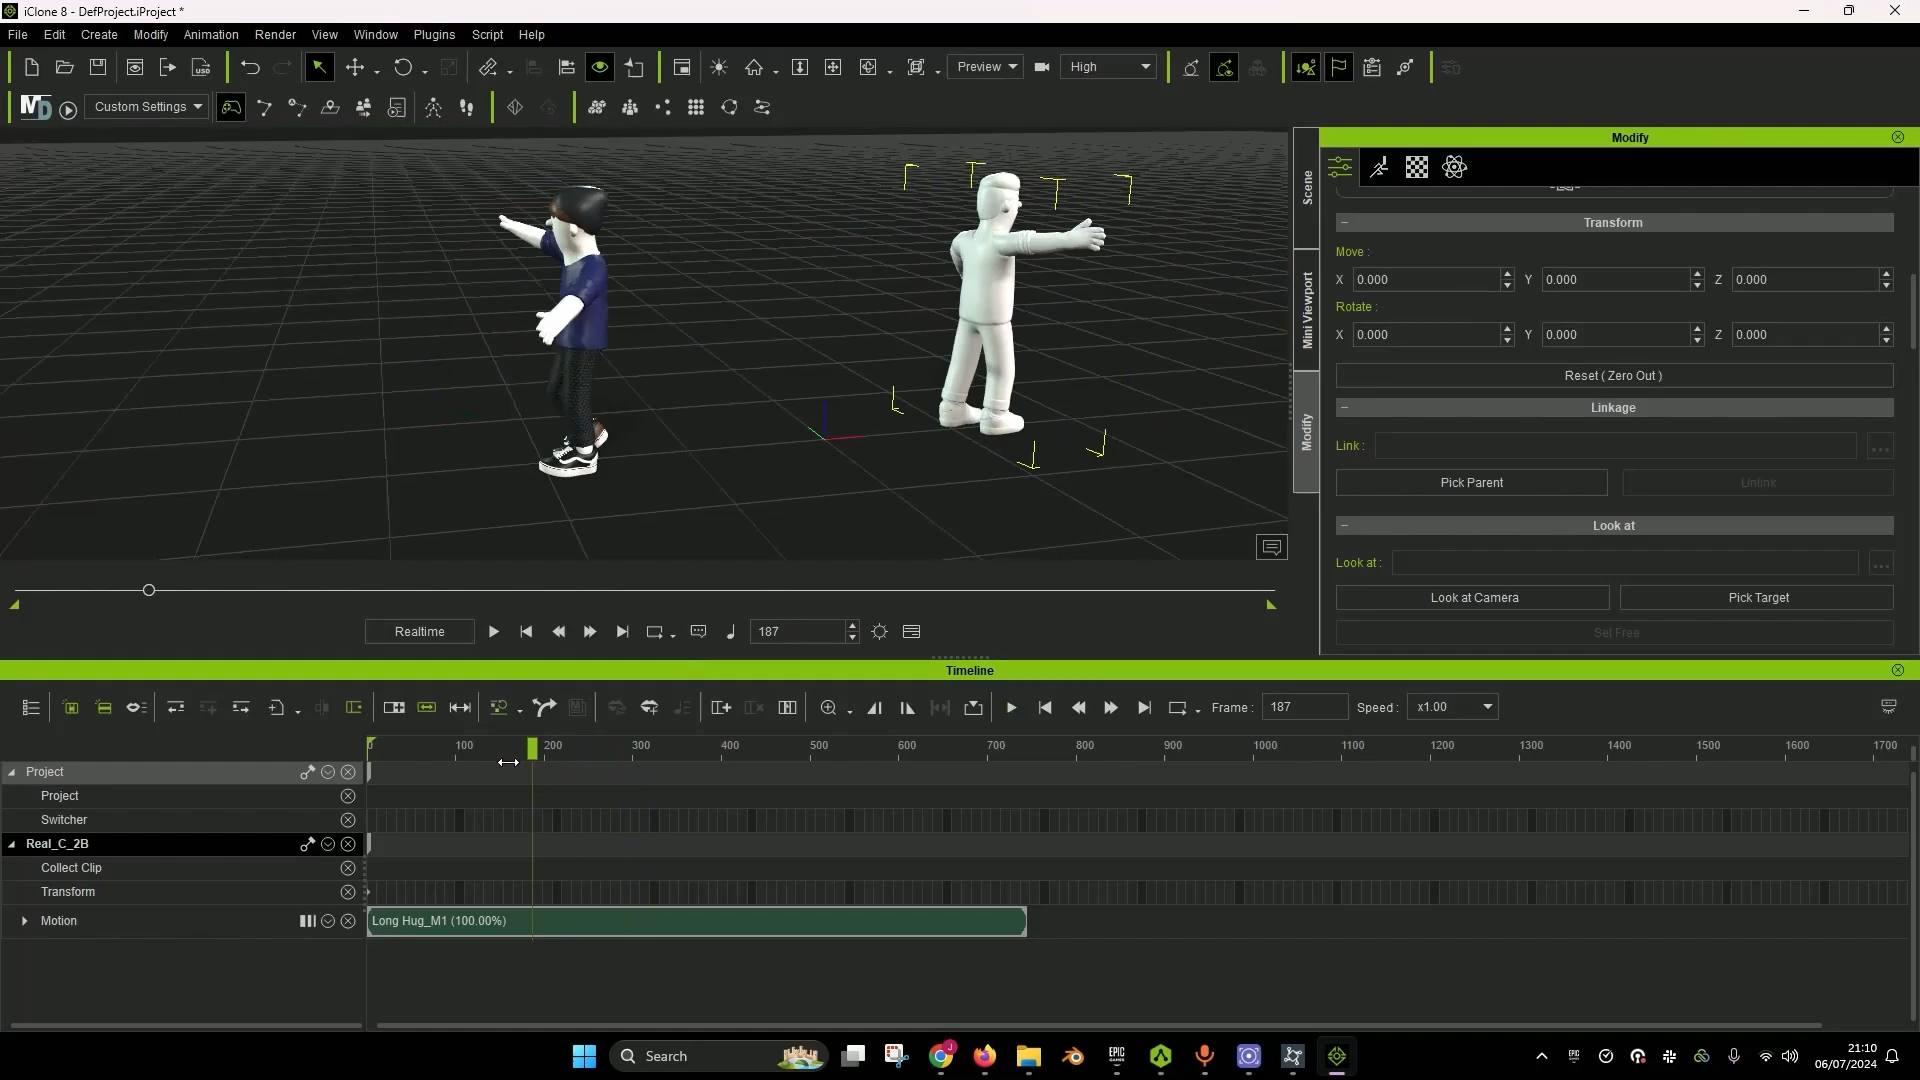 iClone 8 - DefProject.iProject *
File Edit Create Modify Animation Render View Window Plugins Script Help
Preview High
MD Custom Settings
Modify
Scene
Mini Viewport
Modify
Transform
Move :
X 0.000 Y 0.000 Z 0.000
Rotate :
X 0.000 Y 0.000 Z 0.000
Reset ( Zero Out )
Linkage
Link : ...
Pick Parent Unlink
Look at
Look at : ...
Look at Camera Pick Target
Set Free
Realtime 187
Timeline
Frame : 187 Speed : x1.00
0 100 200 300 400 500 600 700 800 900 1000 1100 1200 1300 1400 1500 1600 1700
Project
Project
Switcher
Real_C_2B
Collect Clip
Transform
Motion Long Hug_M1 (100.00%)
Search EPIC GAMES 21:10
06/07/2024